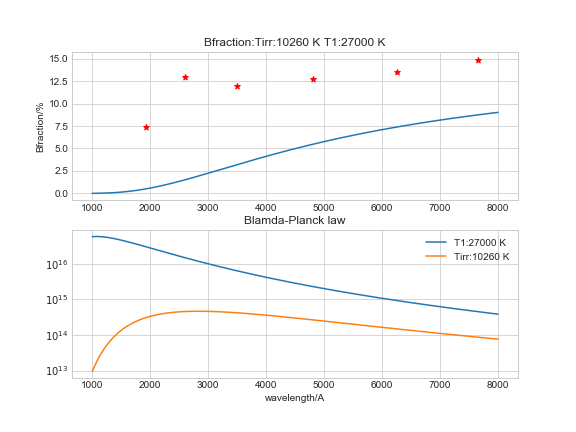 Bfraction:Tirr:10260 K T1:27000 K
15.0
12.5
10.0
7.5
5.0
2.5
0.0
Bfraction/%
1000 2000 3000 4000 5000 6000 7000 8000
Blamda-Planck law
T1:27000 K
Tirr:10260 K
10^16
10^15
10^14
10^13
1000 2000 3000 4000 5000 6000 7000 8000
wavelength/A